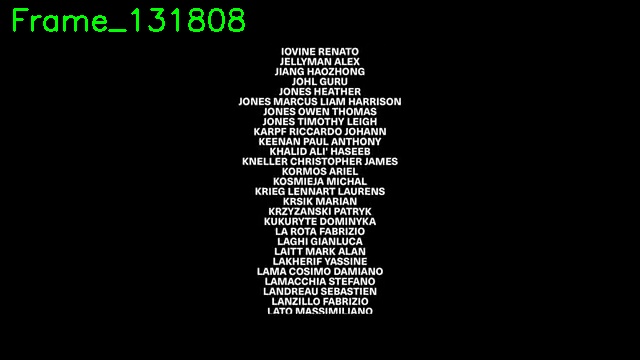 Frame_131808
IOVINE RENATO
JELLYMAN ALEX
JIANG HAOZHONG
JOHL GURU
JONES HEATHER
JONES MARCUS LIAM HARRISON
JONES OWEN THOMAS
JONES TIMOTHY LEIGH
KARPF RICCARDO JOHANN
KEENAN PAUL ANTHONY
KHALID ALI' HASEEB
KNELLER CHRISTOPHER JAMES
KORMOS ARIEL
KOSMIEJA MICHAL
KRIEG LENNART LAURENS
KRSIK MARIAN
KRZYZANSKI PATRYK
KUKURYTE DOMINYKA
LA ROTA FABRIZIO
LAGHI GIANLUCA
LAITT MARK ALAN
LAKHERIF YASSINE
LAMA COSIMO DAMIANO
LAMACCHIA STEFANO
LANDREAU SEBASTIEN
LANZILLO FABRIZIO
LATO MASSIMILIANO